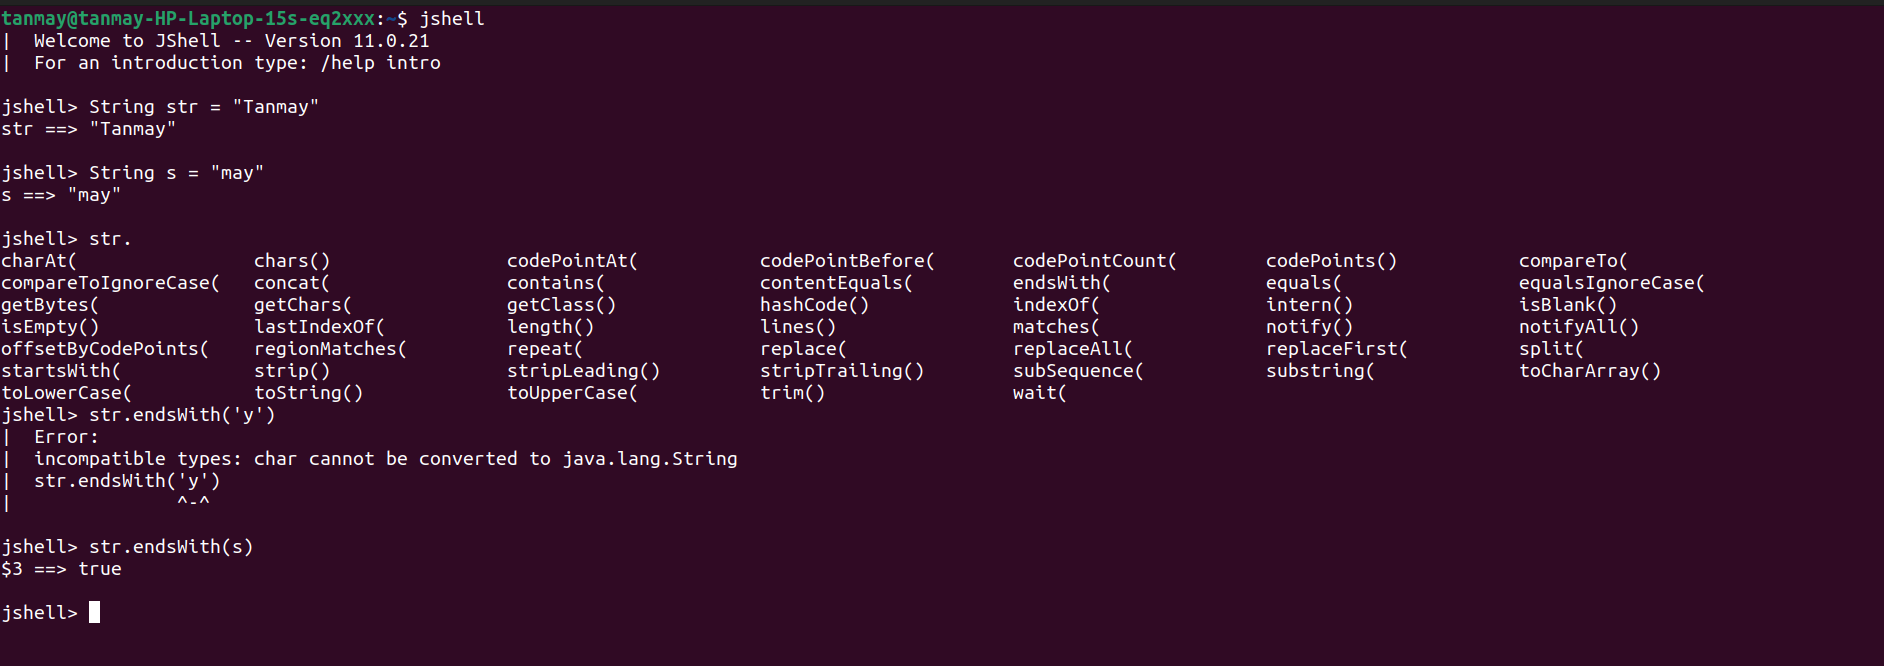 tanmay@tanmay-HP-Laptop-15s-eq2xxx:~$ jshell
|  Welcome to JShell -- Version 11.0.21
|  For an introduction type: /help intro
jshell> String str = "Tanmay"
str ==> "Tanmay"
jshell> String s = "may"
s ==> "may"
jshell> str.
charAt(                chars()                codePointAt(           codePointBefore(       codePointCount(        codePoints()           compareTo(
compareToIgnoreCase(   concat(                contains(              contentEquals(         endsWith(              equals(                equalsIgnoreCase(
getBytes(              getChars(              getClass()             hashCode()             indexOf(               intern()               isBlank()
isEmpty()              lastIndexOf(           length()               lines()                matches(               notify()               notifyAll()
offsetByCodePoints(    regionMatches(         repeat(                replace(               replaceAll(            replaceFirst(          split(
startsWith(            strip()                stripLeading()         stripTrailing()        subSequence(           substring(             toCharArray()
toLowerCase(           toString()             toUpperCase(           trim()                 wait(
jshell> str.endsWith('y')
|  Error:
|  incompatible types: char cannot be converted to java.lang.String
|  str.endsWith('y')
|               ^-^
jshell> str.endsWith(s)
$3 ==> true
jshell>